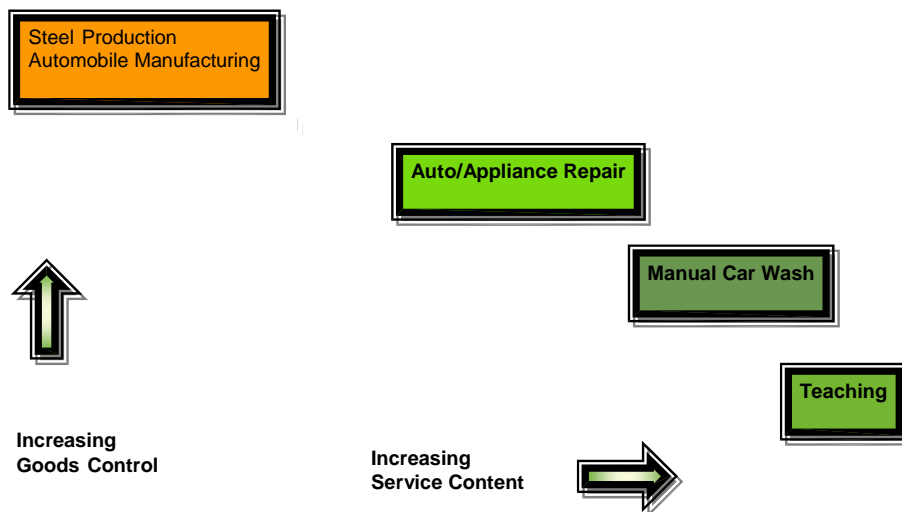 Steel Production
Automobile Manufacturing
Auto/Appliance Repair
Manual Car Wash
Teaching
Increasing
Goods Control
Increasing
Service Content